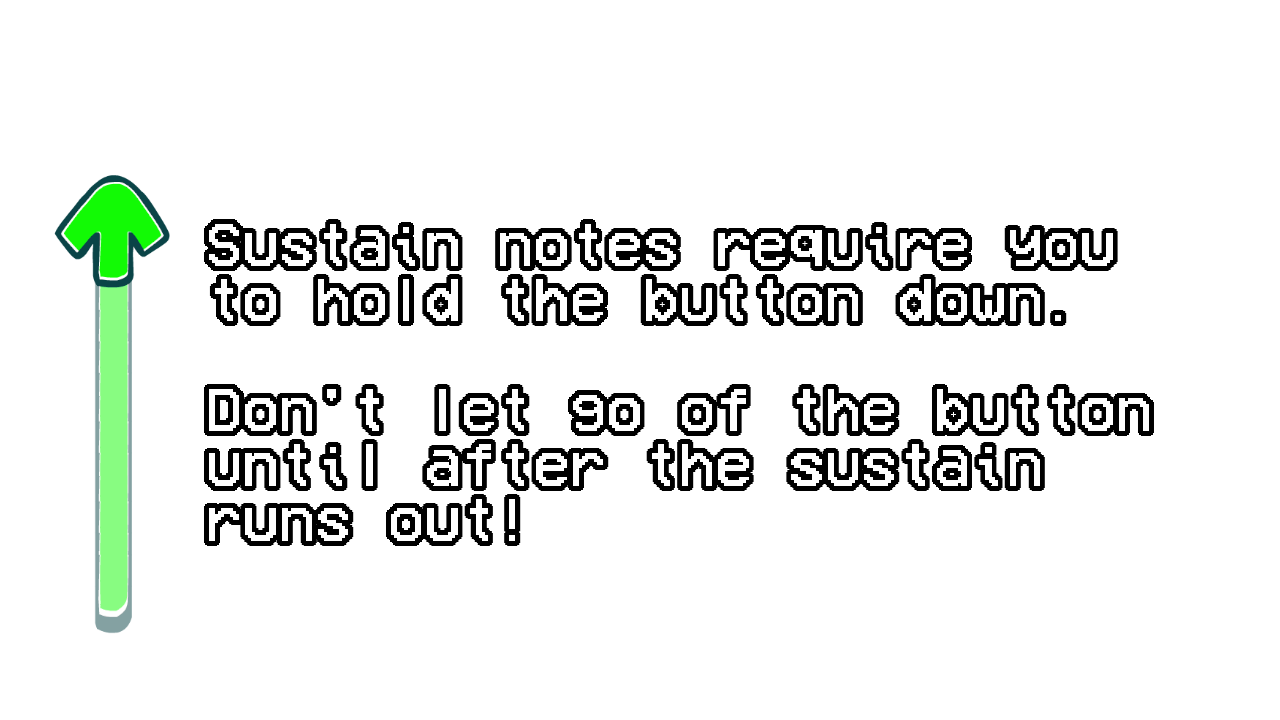 Sustain notes require you
to hold the button down.
Don't let go of the button
until after the sustain
runs out!